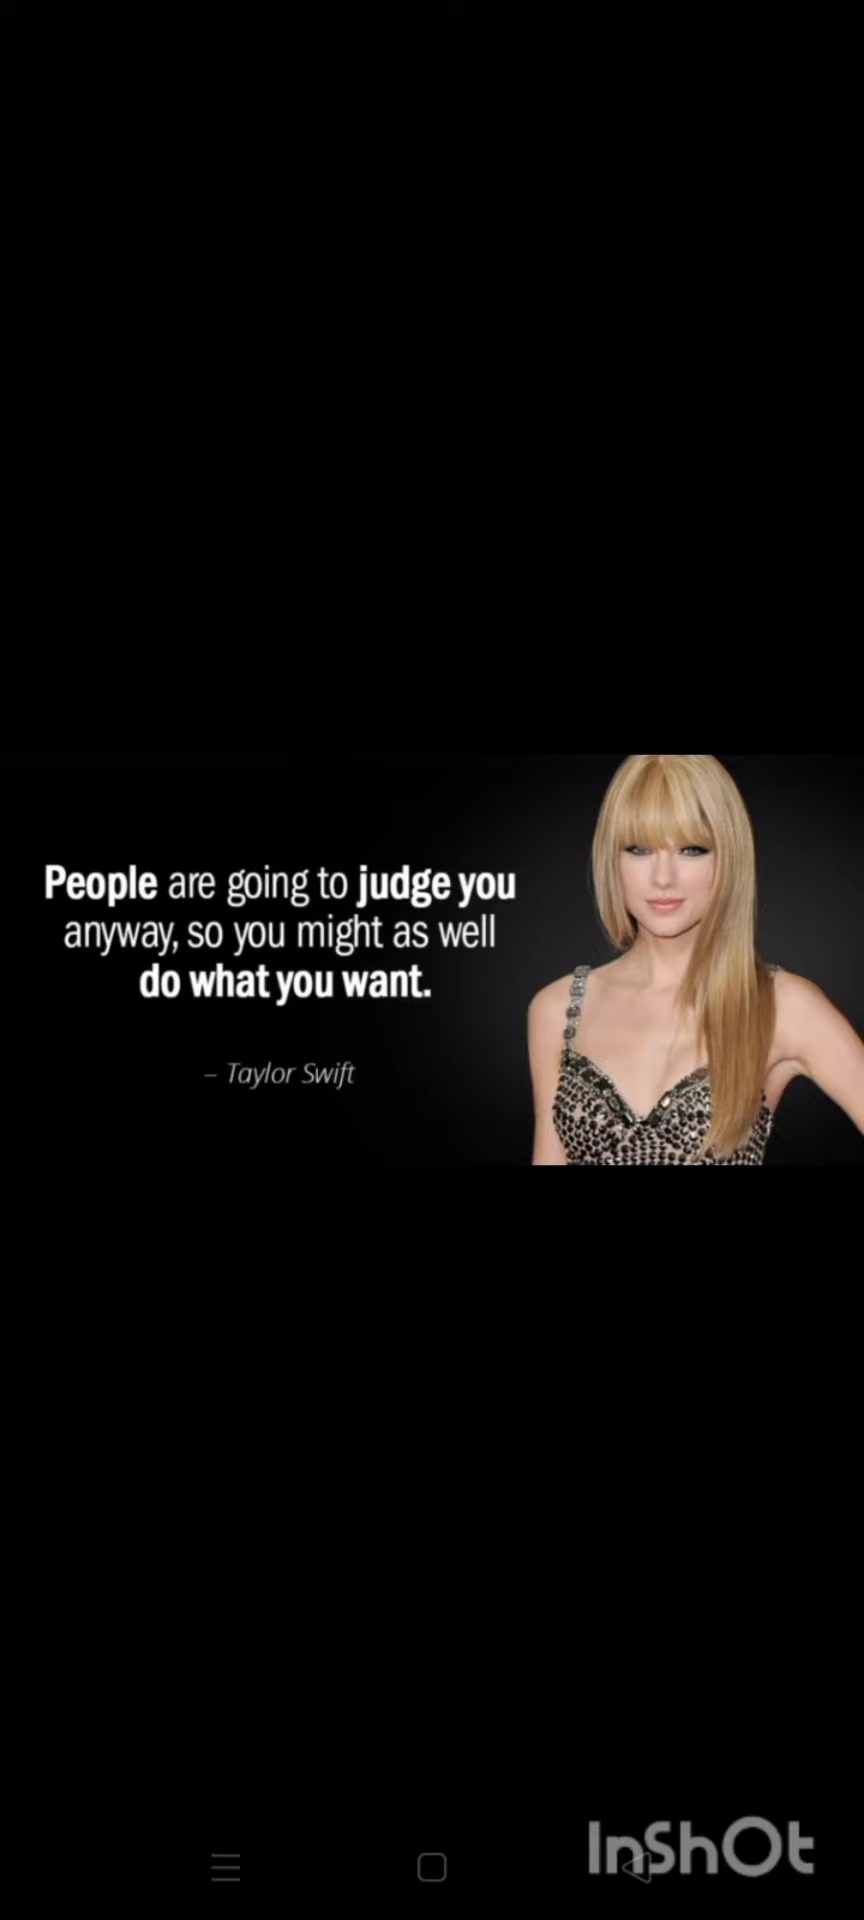 People are going to judge you
anyway, so you might as well
do what you want.
– Taylor Swift
InShOt